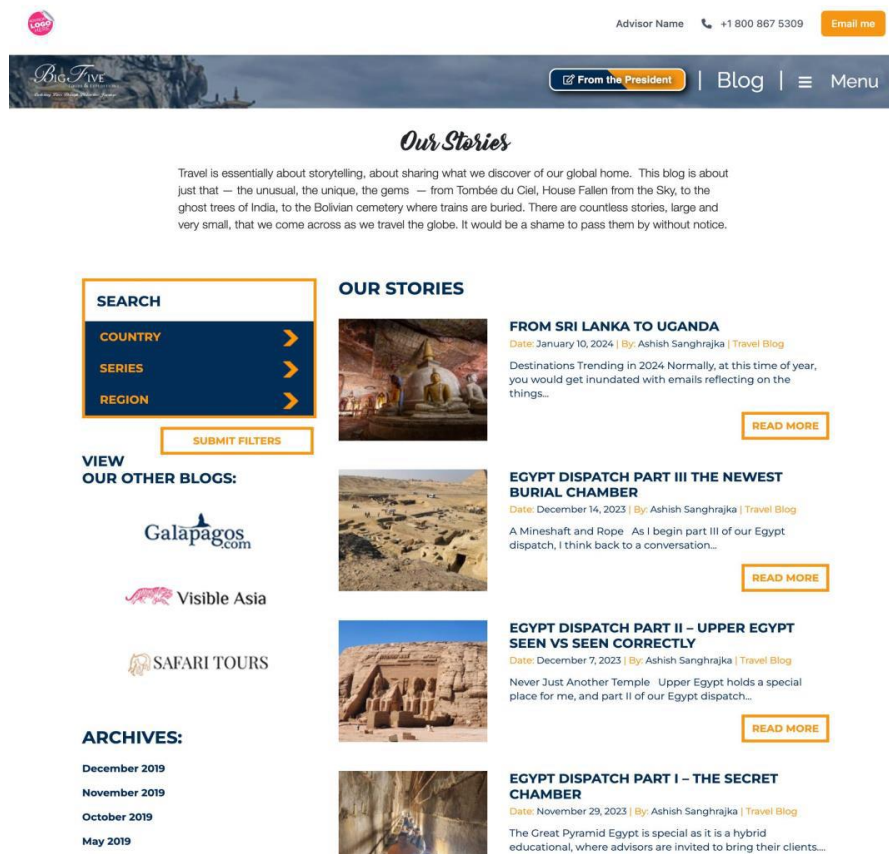 LOGO
Advisor Name
+1 800 867 5309
Email me
BIG FIVE
From the President
Blog
Menu
Our Stories
Travel is essentially about storytelling, about sharing what we discover of our global home. This blog is about
just that — the unusual, the unique, the gems — from Tombée du Ciel, House Fallen from the Sky, to the
ghost trees of India, to the Bolivian cemetery where trains are buried. There are countless stories, large and
very small, that we come across as we travel the globe. It would be a shame to pass them by without notice.
SEARCH
COUNTRY
SERIES
REGION
SUBMIT FILTERS
VIEW
OUR OTHER BLOGS:
Galápagos
.com
Visible Asia
SAFARI TOURS
ARCHIVES:
December 2019
November 2019
October 2019
May 2019
OUR STORIES
FROM SRI LANKA TO UGANDA
Date: January 10, 2024 | By: Ashish Sanghrajka | Travel Blog
Destinations Trending in 2024 Normally, at this time of year,
you would get inundated with emails reflecting on the
things...
READ MORE
EGYPT DISPATCH PART III THE NEWEST
BURIAL CHAMBER
Date: December 14, 2023 | By: Ashish Sanghrajka | Travel Blog
A Mineshaft and Rope As I begin part III of our Egypt
dispatch, I think back to a conversation...
READ MORE
EGYPT DISPATCH PART II – UPPER EGYPT
SEEN VS SEEN CORRECTLY
Date: December 7, 2023 | By: Ashish Sanghrajka | Travel Blog
Never Just Another Temple Upper Egypt holds a special
place for me, and part II of our Egypt dispatch...
READ MORE
EGYPT DISPATCH PART I – THE SECRET
CHAMBER
Date: November 29, 2023 | By: Ashish Sanghrajka | Travel Blog
The Great Pyramid Egypt is special as it is a hybrid
educational, where advisors are invited to bring their clients....